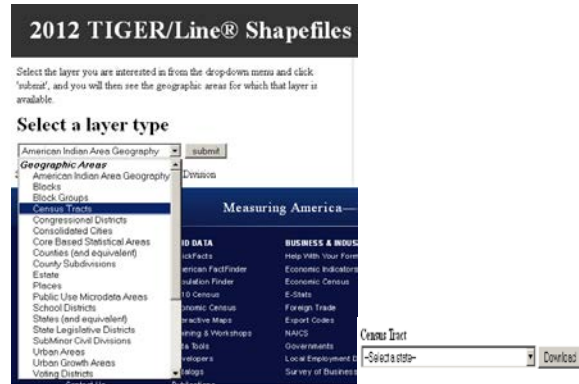 2012 TIGER/Line® Shapefiles
Select the layer you are interested in from the dropdown menu and click
'submit', and you will then see the geographic areas for which that layer is
available.
Select a layer type
American Indian Area Geography submit
Geographic Areas
American Indian Area Geography
Division
Blocks
Block Groups
Census Tracts
Measuring America—
Congressional Districts
Consolidated Cities
Core Based Statistical Areas
Counties (and equivalent)
County Subdivisions
Estate
Places
Public Use Microdata Areas
School Districts
States (and equivalent)
State Legislative Districts
SubMinor Civil Divisions
Urban Areas
Urban Growth Areas
Voting Districts
DATA
BUSINESS & INDUS
Help With Your Form
Economic Indicators
Economic Census
E-Stats
Foreign Trade
Export Codes
NAICS
Governments
Local Employment D
Survey of Business
Census Tract
--Select a state--
Download